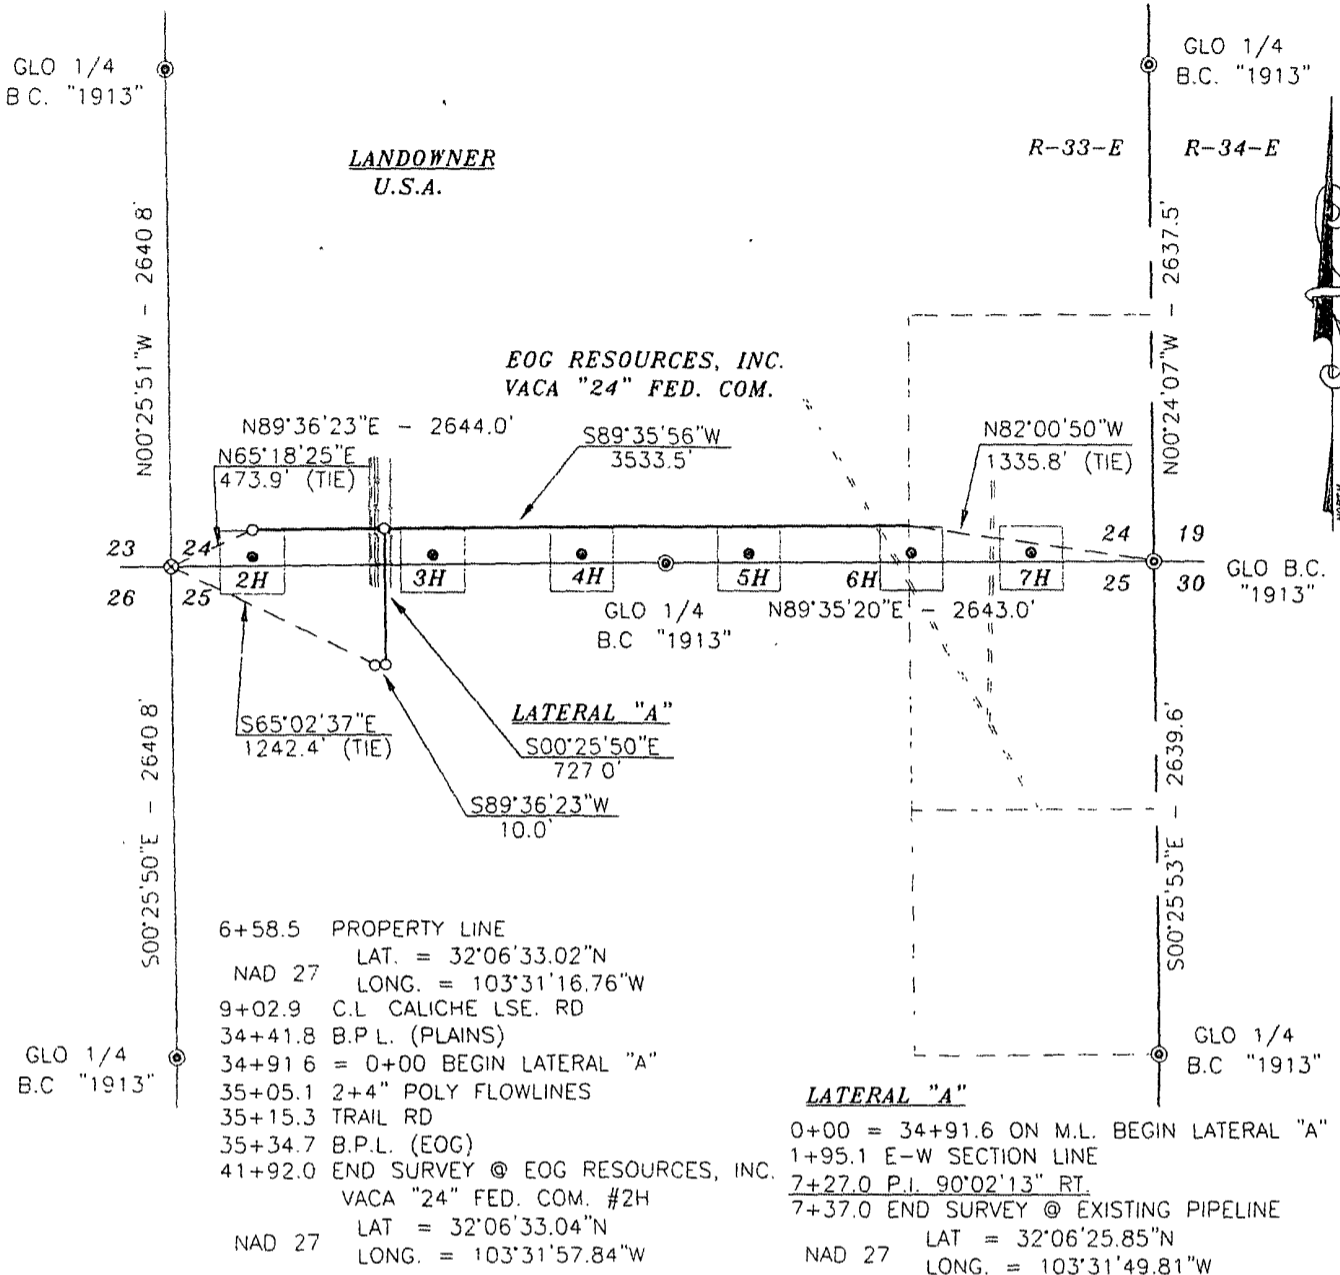 GLO 1/4
B C. "1913"
GLO 1/4
B.C. "1913"
LANDOWNER
U.S.A.
R-33-E
R-34-E
N00°25'51"W - 2640 8'
N00°24'07"W - 2637.5'
EOG RESOURCES, INC.
VACA "24" FED. COM.
N89°36'23"E - 2644.0'
N65°18'25"E
473.9' (TIE)
S89°35'56"W
3533.5'
N82°00'50"W
1335.8' (TIE)
23
24
24
19
26
25
25
30
2H
3H
4H
5H
6H
7H
GLO B.C.
"1913"
GLO 1/4
B.C "1913"
N89°35'20"E - 2643.0'
S65°02'37"E
1242.4' (TIE)
LATERAL "A"
S00°25'50"E
727 0'
S89°36'23"W
10.0'
S00°25'50"E - 2640 8'
S00°25'53"E - 2639.6'
GLO 1/4
B.C "1913"
GLO 1/4
B.C "1913"
6+58.5 PROPERTY LINE
LAT. = 32°06'33.02"N
NAD 27
LONG. = 103°31'16.76"W
9+02.9 C.L CALICHE LSE. RD
34+41.8 B.P L. (PLAINS)
34+91 6 = 0+00 BEGIN LATERAL "A"
35+05.1 2+4" POLY FLOWLINES
35+15.3 TRAIL RD
35+34.7 B.P.L. (EOG)
41+92.0 END SURVEY @ EOG RESOURCES, INC.
VACA "24" FED. COM. #2H
LAT = 32°06'33.04"N
NAD 27
LONG. = 103°31'57.84"W
LATERAL "A"
0+00 = 34+91.6 ON M.L. BEGIN LATERAL "A"
1+95.1 E-W SECTION LINE
7+27.0 P.I. 90°02'13" RT.
7+37.0 END SURVEY @ EXISTING PIPELINE
LAT = 32°06'25.85"N
NAD 27
LONG. = 103°31'49.81"W